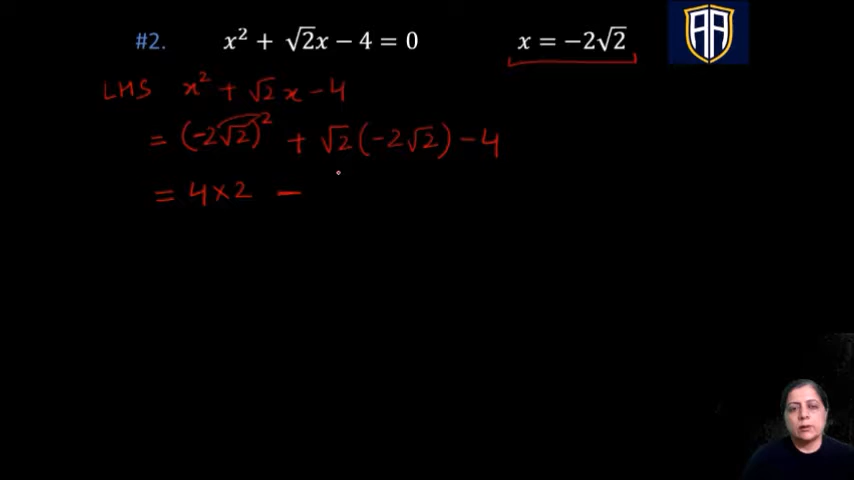 #2. x² + √2x − 4 = 0 x = −2√2
LHS x² + √2 x − 4
= (−2√2)² + √2 (−2√2) − 4
= 4 × 2 −